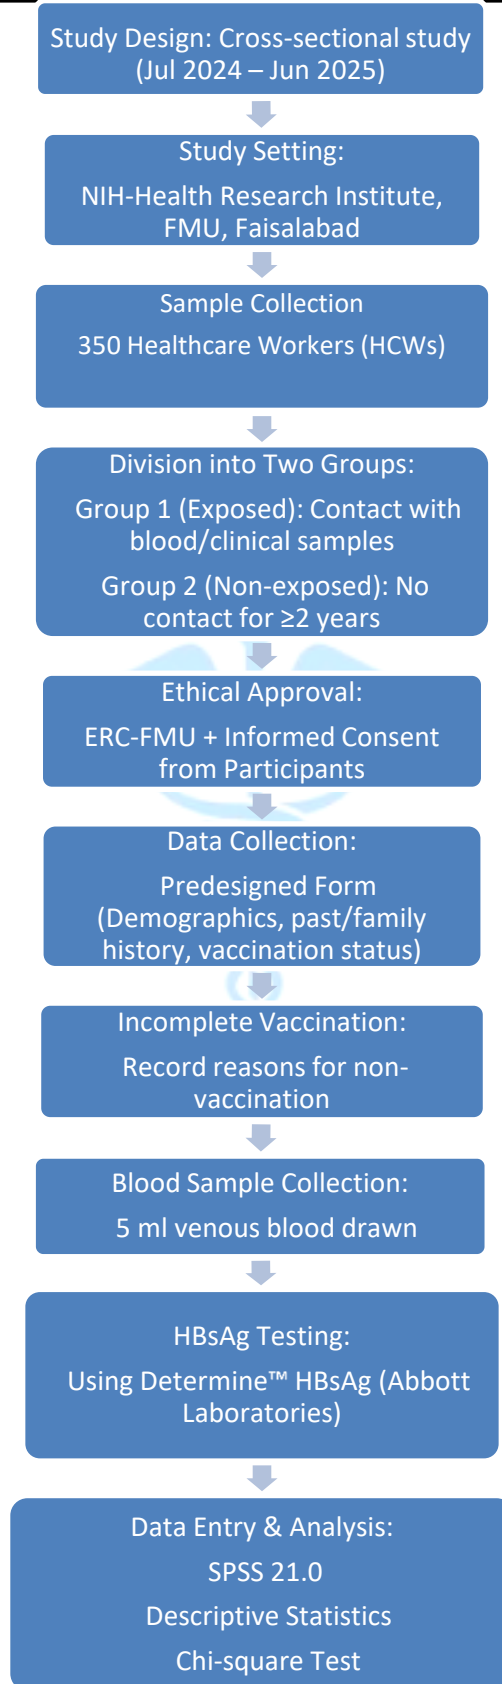 Study Design: Cross-sectional study
(Jul 2024 – Jun 2025)
Study Setting:
NIH-Health Research Institute,
FMU, Faisalabad
Sample Collection
350 Healthcare Workers (HCWs)
Division into Two Groups:
Group 1 (Exposed): Contact with
blood/clinical samples
Group 2 (Non-exposed): No
contact for ≥2 years
Ethical Approval:
ERC-FMU + Informed Consent
from Participants
Data Collection:
Predesigned Form
(Demographics, past/family
history, vaccination status)
Incomplete Vaccination:
Record reasons for non-
vaccination
Blood Sample Collection:
5 ml venous blood drawn
HBsAg Testing:
Using Determine™ HBsAg (Abbott
Laboratories)
Data Entry & Analysis:
SPSS 21.0
Descriptive Statistics
Chi-square Test